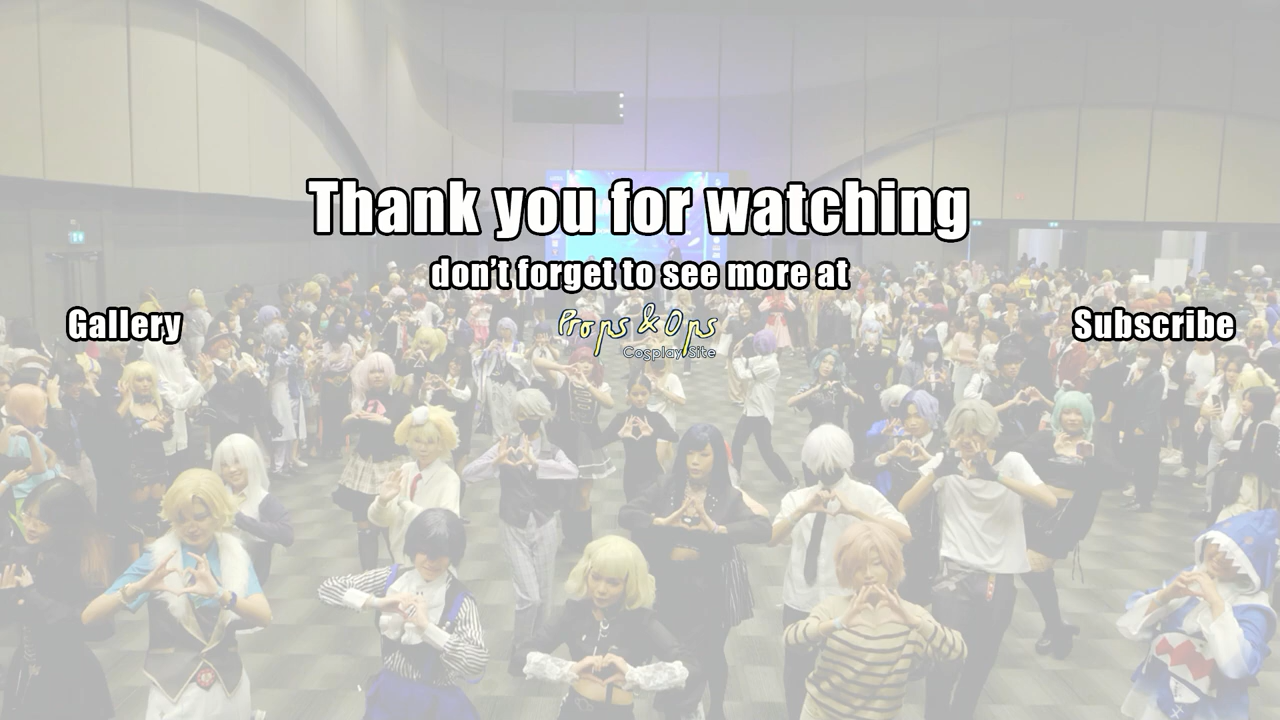 Thank you for watching
don't forget to see more at
Gallery
Props & Ops
Subscribe
Cosplay Site